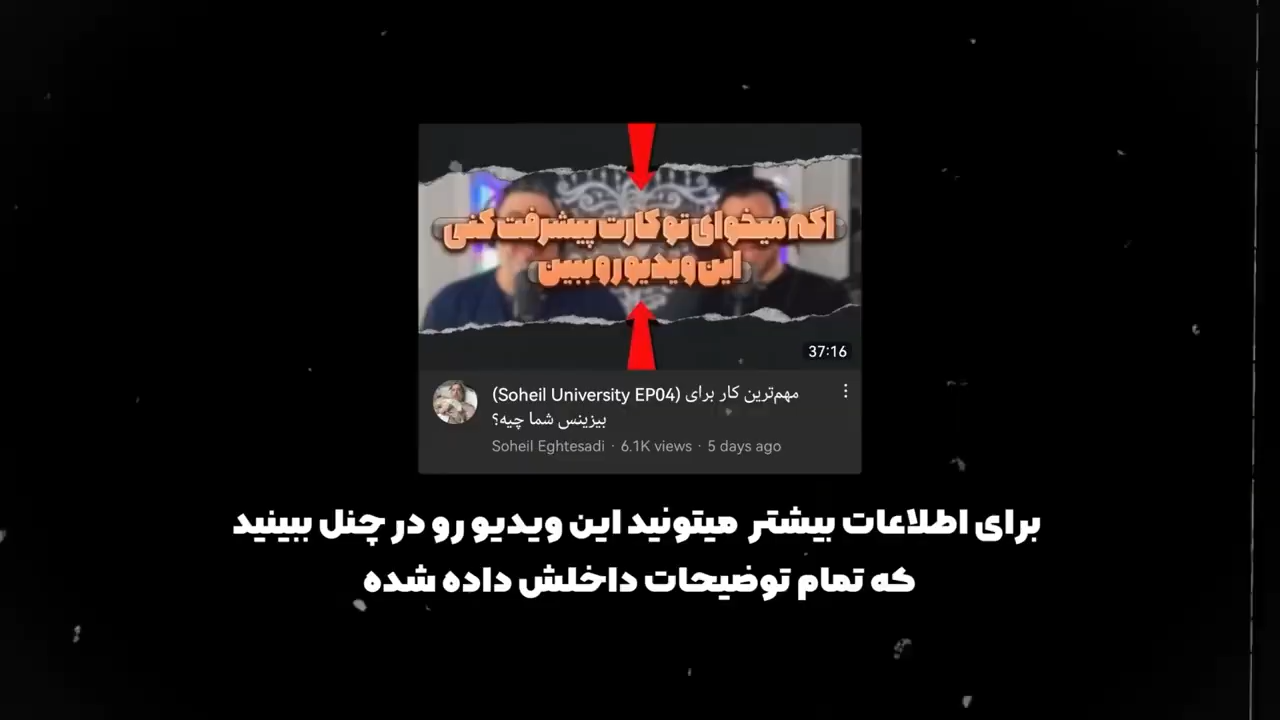 اگه میخوای تو کارت پیشرفت کنی
این ویدیو رو ببین
37:16
مهم‌ترین کار برای (Soheil University EP04)
بیزینس شما چیه؟
Soheil Eghtesadi · 6.1K views · 5 days ago
برای اطلاعات بیشتر میتونید این ویدیو رو در چنل ببینید
که تمام توضیحات داخلش داده شده